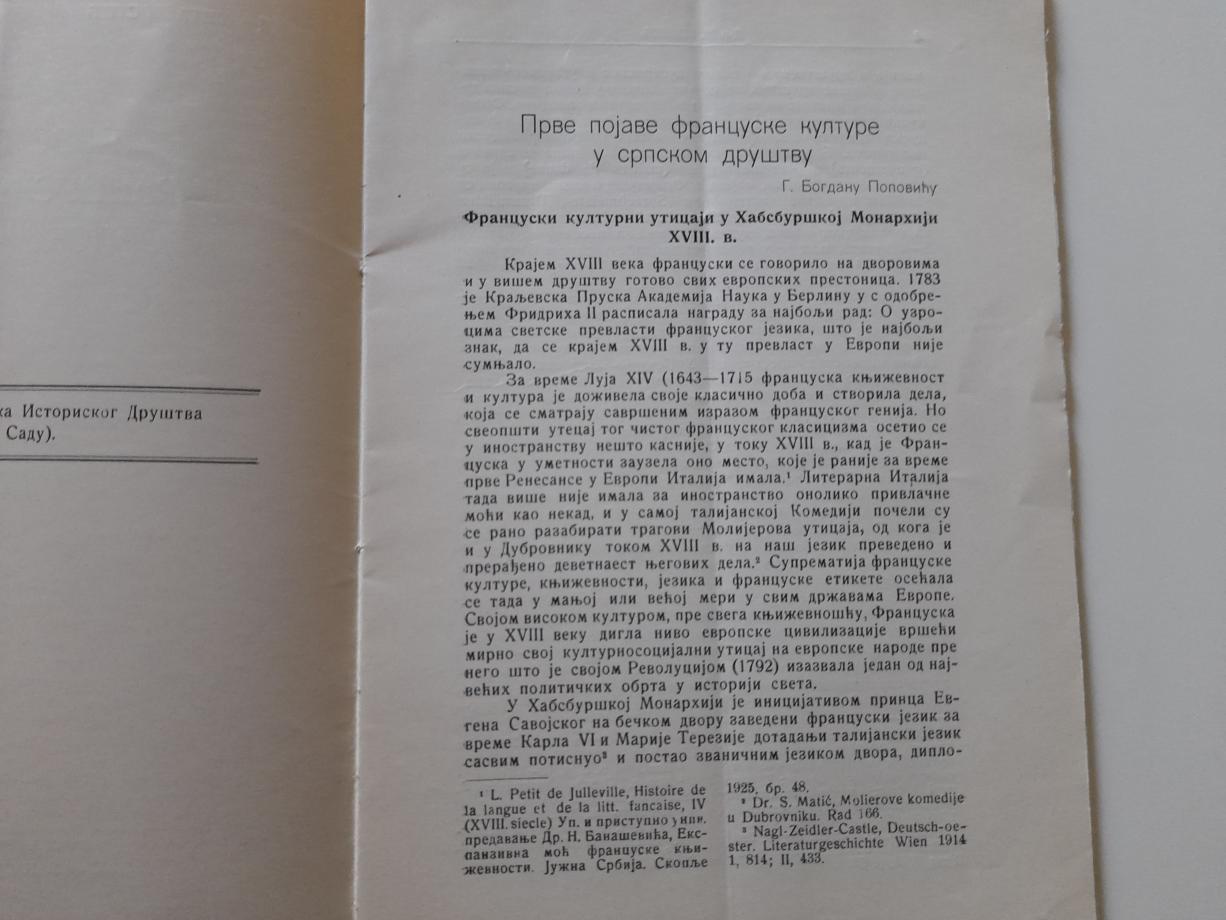 ка Историског Друштва
Саду).
Прве појаве француске културе
у српском друштву
Г. Богдану Поповићу
Француски културни утицаји у Хабсбуршкој Монархији
XVIII. в.
Крајем XVIII века француски се говорило на дворовима
и у вишем друштву готово свих европских престоница. 1783
је Краљевска Пруска Академија Наука у Берлину у с одобре-
њем Фридриха II расписала награду за најбољи рад: О узро-
цима светске превласти француског језика, што је најбољи
знак, да се крајем XVIII в. у ту превласт у Европи није
сумњало.
За време Луја XIV (1643—1715 француска књижевност
и култура је доживела своје класично доба и створила дела,
која се сматрају савршеним изразом француског генија. Но
свеопшти утецај тог чистог француског класицизма осетио се
у иностранству нешто касније, у току XVIII в., кад је Фран-
цуска у уметности заузела оно место, које је раније за време
прве Ренесансе у Европи Италија имала.¹ Литерарна Италија
тада више није имала за иностранство онолико привлачне
моћи као некад, и у самој талијанској Комедији почели су
се рано разабирати трагови Молијерова утицаја, од кога је
и у Дубровнику током XVIII в. на наш језик преведено и
прерађено деветнаест његових дела.² Супрематија француске
културе, књижевности, језика и француске етикете осећала
се тада у мањој или већој мери у свим државама Европе.
Својом високом културом, пре свега књижевношћу, Француска
је у XVIII веку дигла ниво европске цивилизације вршећи
мирно свој културносоцијални утицај на европске народе пре
него што је својом Револуцијом (1792) изазвала један од нај-
већих политичких обрта у историји света.
У Хабсбуршкој Монархији је иницијативом принца Ев-
гена Савојског на бечком двору заведени француски језик за
време Карла VI и Марије Терезије дотадањи талијански језик
сасвим потиснуо³ и постао званичним језиком двора, дипло-
¹ L. Petit de Julleville, Histoire de
la langue et de la litt. fancaise, IV
(XVIII. siecle) Уп. и приступно унив.
предавање Др. Н. Банашевића, Екс-
панзивна моћ француске књи-
жевности. Јужна Србија. Скопље
1925, бр. 48.
² Dr. S. Matić, Molierove komedije
u Dubrovniku. Rad 166.
³ Nagl-Zeidler-Castle, Deutsch-oe-
ster. Literaturgeschichte Wien 1914
1, 814; II, 433.